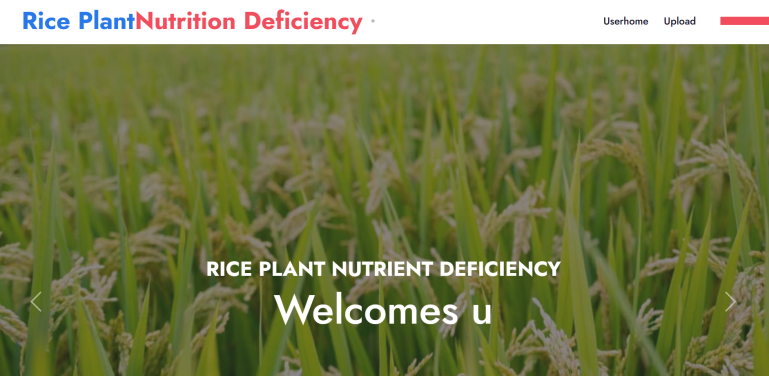 Rice PlantNutrition Deficiency
Userhome Upload
RICE PLANT NUTRIENT DEFICIENCY
Welcomes u